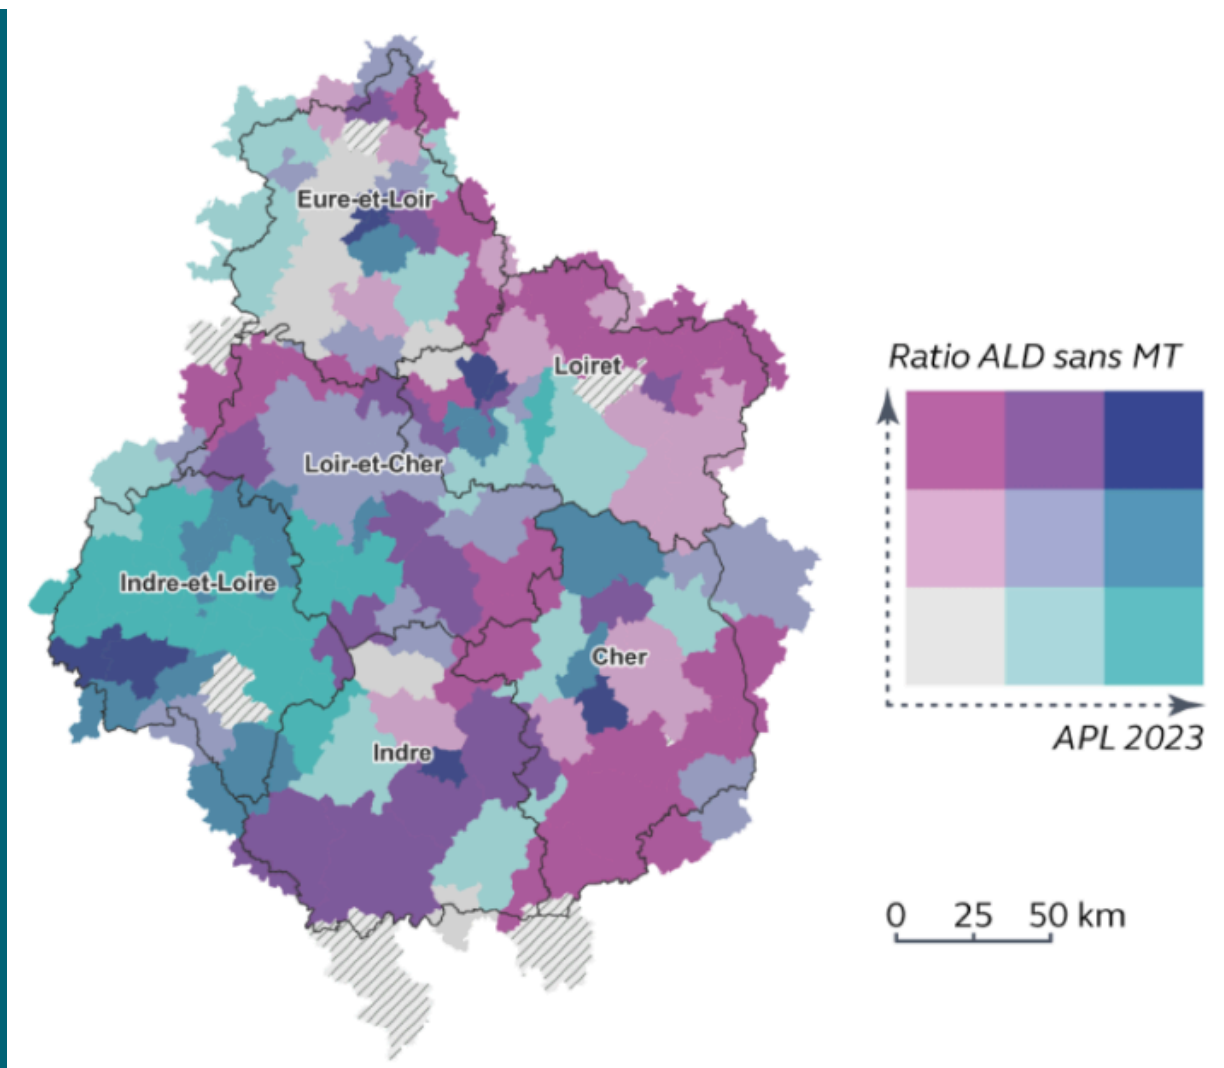 Eure-et-Loir
Loiret
Ratio ALD sans MT
Loir-et-Cher
Indre-et-Loire
Cher
APL 2023
Indre
0 25 50 km